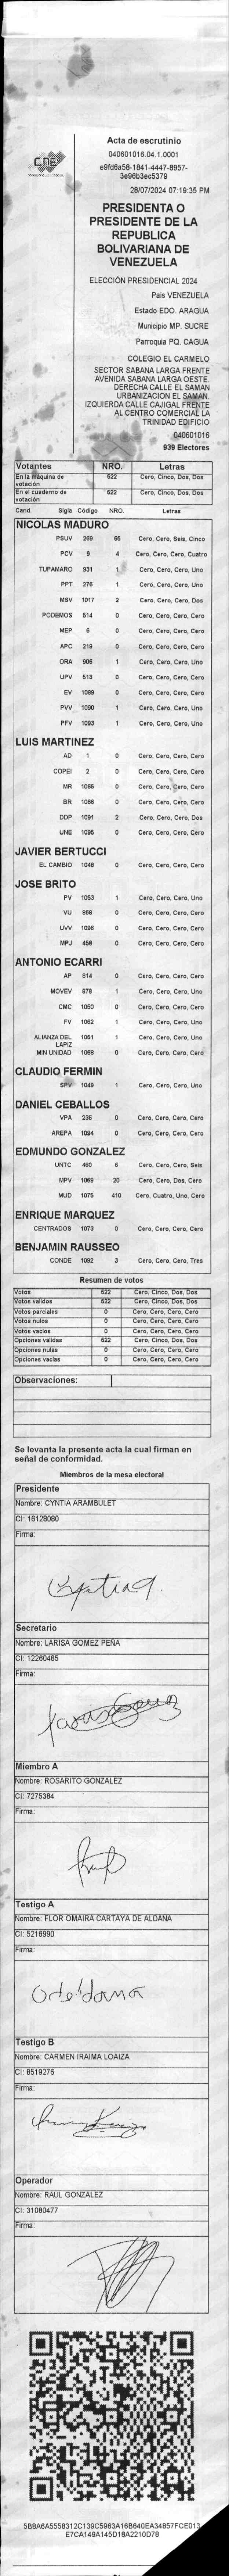 CNE
Acta de escrutinio
040601016.04.1.0001
e9fd6a58-1841-4447-8957-
3e96b3ec5379
28/07/2024 07:19:35 PM
PRESIDENTA O
PRESIDENTE DE LA
REPUBLICA
BOLIVARIANA DE
VENEZUELA
ELECCIÓN PRESIDENCIAL 2024
País VENEZUELA
Estado EDO. ARAGUA
Municipio MP. SUCRE
Parroquia PQ. CAGUA
COLEGIO EL CARMELO
SECTOR SABANA LARGA FRENTE
AVENIDA SABANA LARGA OESTE.
DERECHA CALLE EL SAMAN
URBANIZACION EL SAMAN.
IZQUIERDA CALLE CAJIGAL FRENTE
AL CENTRO COMERCIAL LA
TRINIDAD EDIFICIO
040601016
939 Electores
Votantes NRO. Letras
En la máquina de votación 522 Cero, Cinco, Dos, Dos
En el cuaderno de votación 522 Cero, Cinco, Dos, Dos
Cand. Sigla Código NRO. Letras
NICOLAS MADURO
PSUV 269 65 Cero, Cero, Seis, Cinco
PCV 9 4 Cero, Cero, Cero, Cuatro
TUPAMARO 931 1 Cero, Cero, Cero, Uno
PPT 276 1 Cero, Cero, Cero, Uno
MSV 1017 2 Cero, Cero, Cero, Dos
PODEMOS 514 0 Cero, Cero, Cero, Cero
MEP 6 0 Cero, Cero, Cero, Cero
APC 219 0 Cero, Cero, Cero, Cero
ORA 906 1 Cero, Cero, Cero, Uno
UPV 513 0 Cero, Cero, Cero, Cero
EV 1089 0 Cero, Cero, Cero, Cero
PVV 1090 1 Cero, Cero, Cero, Uno
PFV 1093 1 Cero, Cero, Cero, Uno
LUIS MARTINEZ
AD 1 0 Cero, Cero, Cero, Cero
COPEI 2 0 Cero, Cero, Cero, Cero
MR 1065 0 Cero, Cero, Cero, Cero
BR 1066 0 Cero, Cero, Cero, Cero
DDP 1091 2 Cero, Cero, Cero, Dos
UNE 1095 0 Cero, Cero, Cero, Cero
JAVIER BERTUCCI
EL CAMBIO 1048 0 Cero, Cero, Cero, Cero
JOSE BRITO
PV 1053 1 Cero, Cero, Cero, Uno
VU 868 0 Cero, Cero, Cero, Cero
UVV 1096 0 Cero, Cero, Cero, Cero
MPJ 458 0 Cero, Cero, Cero, Cero
ANTONIO ECARRI
AP 814 0 Cero, Cero, Cero, Cero
MOVEV 678 1 Cero, Cero, Cero, Uno
CMC 1050 0 Cero, Cero, Cero, Cero
FV 1062 1 Cero, Cero, Cero, Uno
ALIANZA DEL LAPIZ 1051 1 Cero, Cero, Cero, Uno
MIN UNIDAD 1068 0 Cero, Cero, Cero, Cero
CLAUDIO FERMIN
SPV 1049 1 Cero, Cero, Cero, Uno
DANIEL CEBALLOS
VPA 236 0 Cero, Cero, Cero, Cero
AREPA 1094 0 Cero, Cero, Cero, Cero
EDMUNDO GONZALEZ
UNTC 460 6 Cero, Cero, Cero, Seis
MPV 1069 20 Cero, Cero, Dos, Cero
MUD 1075 410 Cero, Cuatro, Uno, Cero
ENRIQUE MARQUEZ
CENTRADOS 1073 0 Cero, Cero, Cero, Cero
BENJAMIN RAUSSEO
CONDE 1092 3 Cero, Cero, Cero, Tres
Resumen de votos
Votos 522 Cero, Cinco, Dos, Dos
Votos validos 522 Cero, Cinco, Dos, Dos
Votos parciales 0 Cero, Cero, Cero, Cero
Votos nulos 0 Cero, Cero, Cero, Cero
Votos vacios 0 Cero, Cero, Cero, Cero
Opciones validas 522 Cero, Cinco, Dos, Dos
Opciones nulas 0 Cero, Cero, Cero, Cero
Opciones vacias 0 Cero, Cero, Cero, Cero
Observaciones:
Se levanta la presente acta la cual firman en
señal de conformidad.
Miembros de la mesa electoral
Presidente
Nombre: CYNTIA ARAMBULET
CI: 16128080
Firma:
Secretario
Nombre: LARISA GOMEZ PEÑA
CI: 12260485
Firma:
Miembro A
Nombre: ROSARITO GONZALEZ
CI: 7275384
Firma:
Testigo A
Nombre: FLOR OMAIRA CARTAYA DE ALDANA
CI: 5216990
Firma:
Testigo B
Nombre: CARMEN IRAIMA LOAIZA
CI: 8519276
Firma:
Operador
Nombre: RAUL GONZALEZ
CI: 31080477
Firma:
5B8A6A5558312C139C5963A16B640EA34857FCE013
E7CA149A145D18A2210D78